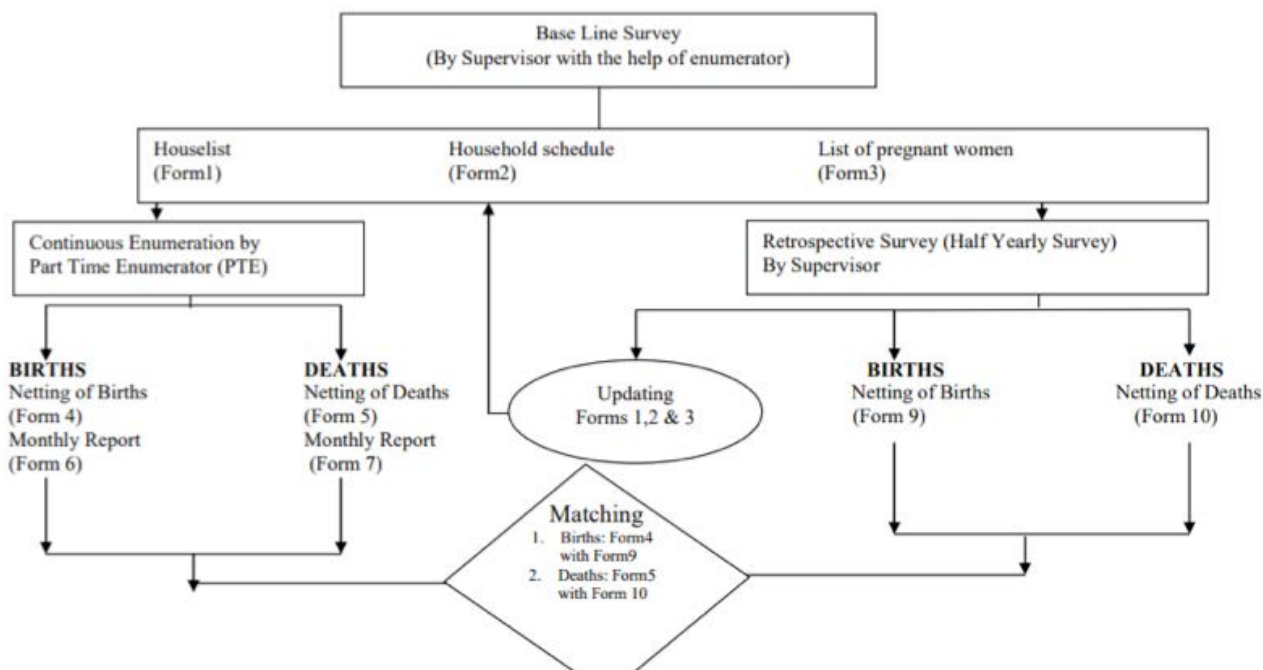 Base Line Survey
(By Supervisor with the help of enumerator)
Houselist
(Form1)
Household schedule
(Form2)
List of pregnant women
(Form3)
Continuous Enumeration by
Part Time Enumerator (PTE)
Retrospective Survey (Half Yearly Survey)
By Supervisor
BIRTHS
Netting of Births
(Form 4)
Monthly Report
(Form 6)
DEATHS
Netting of Deaths
(Form 5)
Monthly Report
(Form 7)
Updating
Forms 1,2 & 3
BIRTHS
Netting of Births
(Form 9)
DEATHS
Netting of Deaths
(Form 10)
Matching
1. Births: Form4
with Form9
2. Deaths: Form5
with Form 10